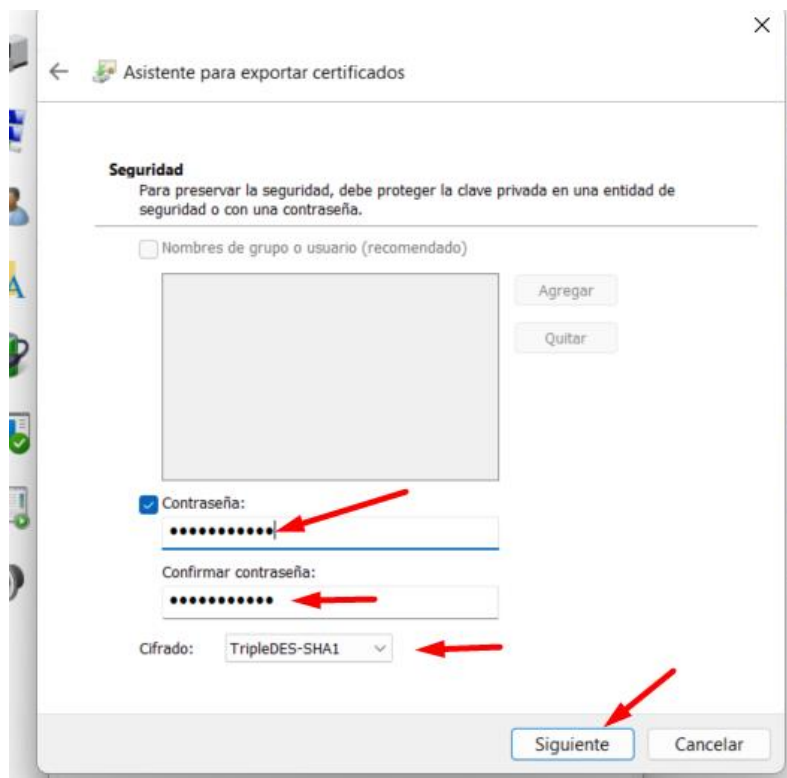 Asistente para exportar certificados
Seguridad
Para preservar la seguridad, debe proteger la clave privada en una entidad de
seguridad o con una contraseña.
Nombres de grupo o usuario (recomendado)
Agregar
Quitar
Contraseña:
•••••••••••
Confirmar contraseña:
•••••••••••
Cifrado: TripleDES-SHA1
Siguiente Cancelar